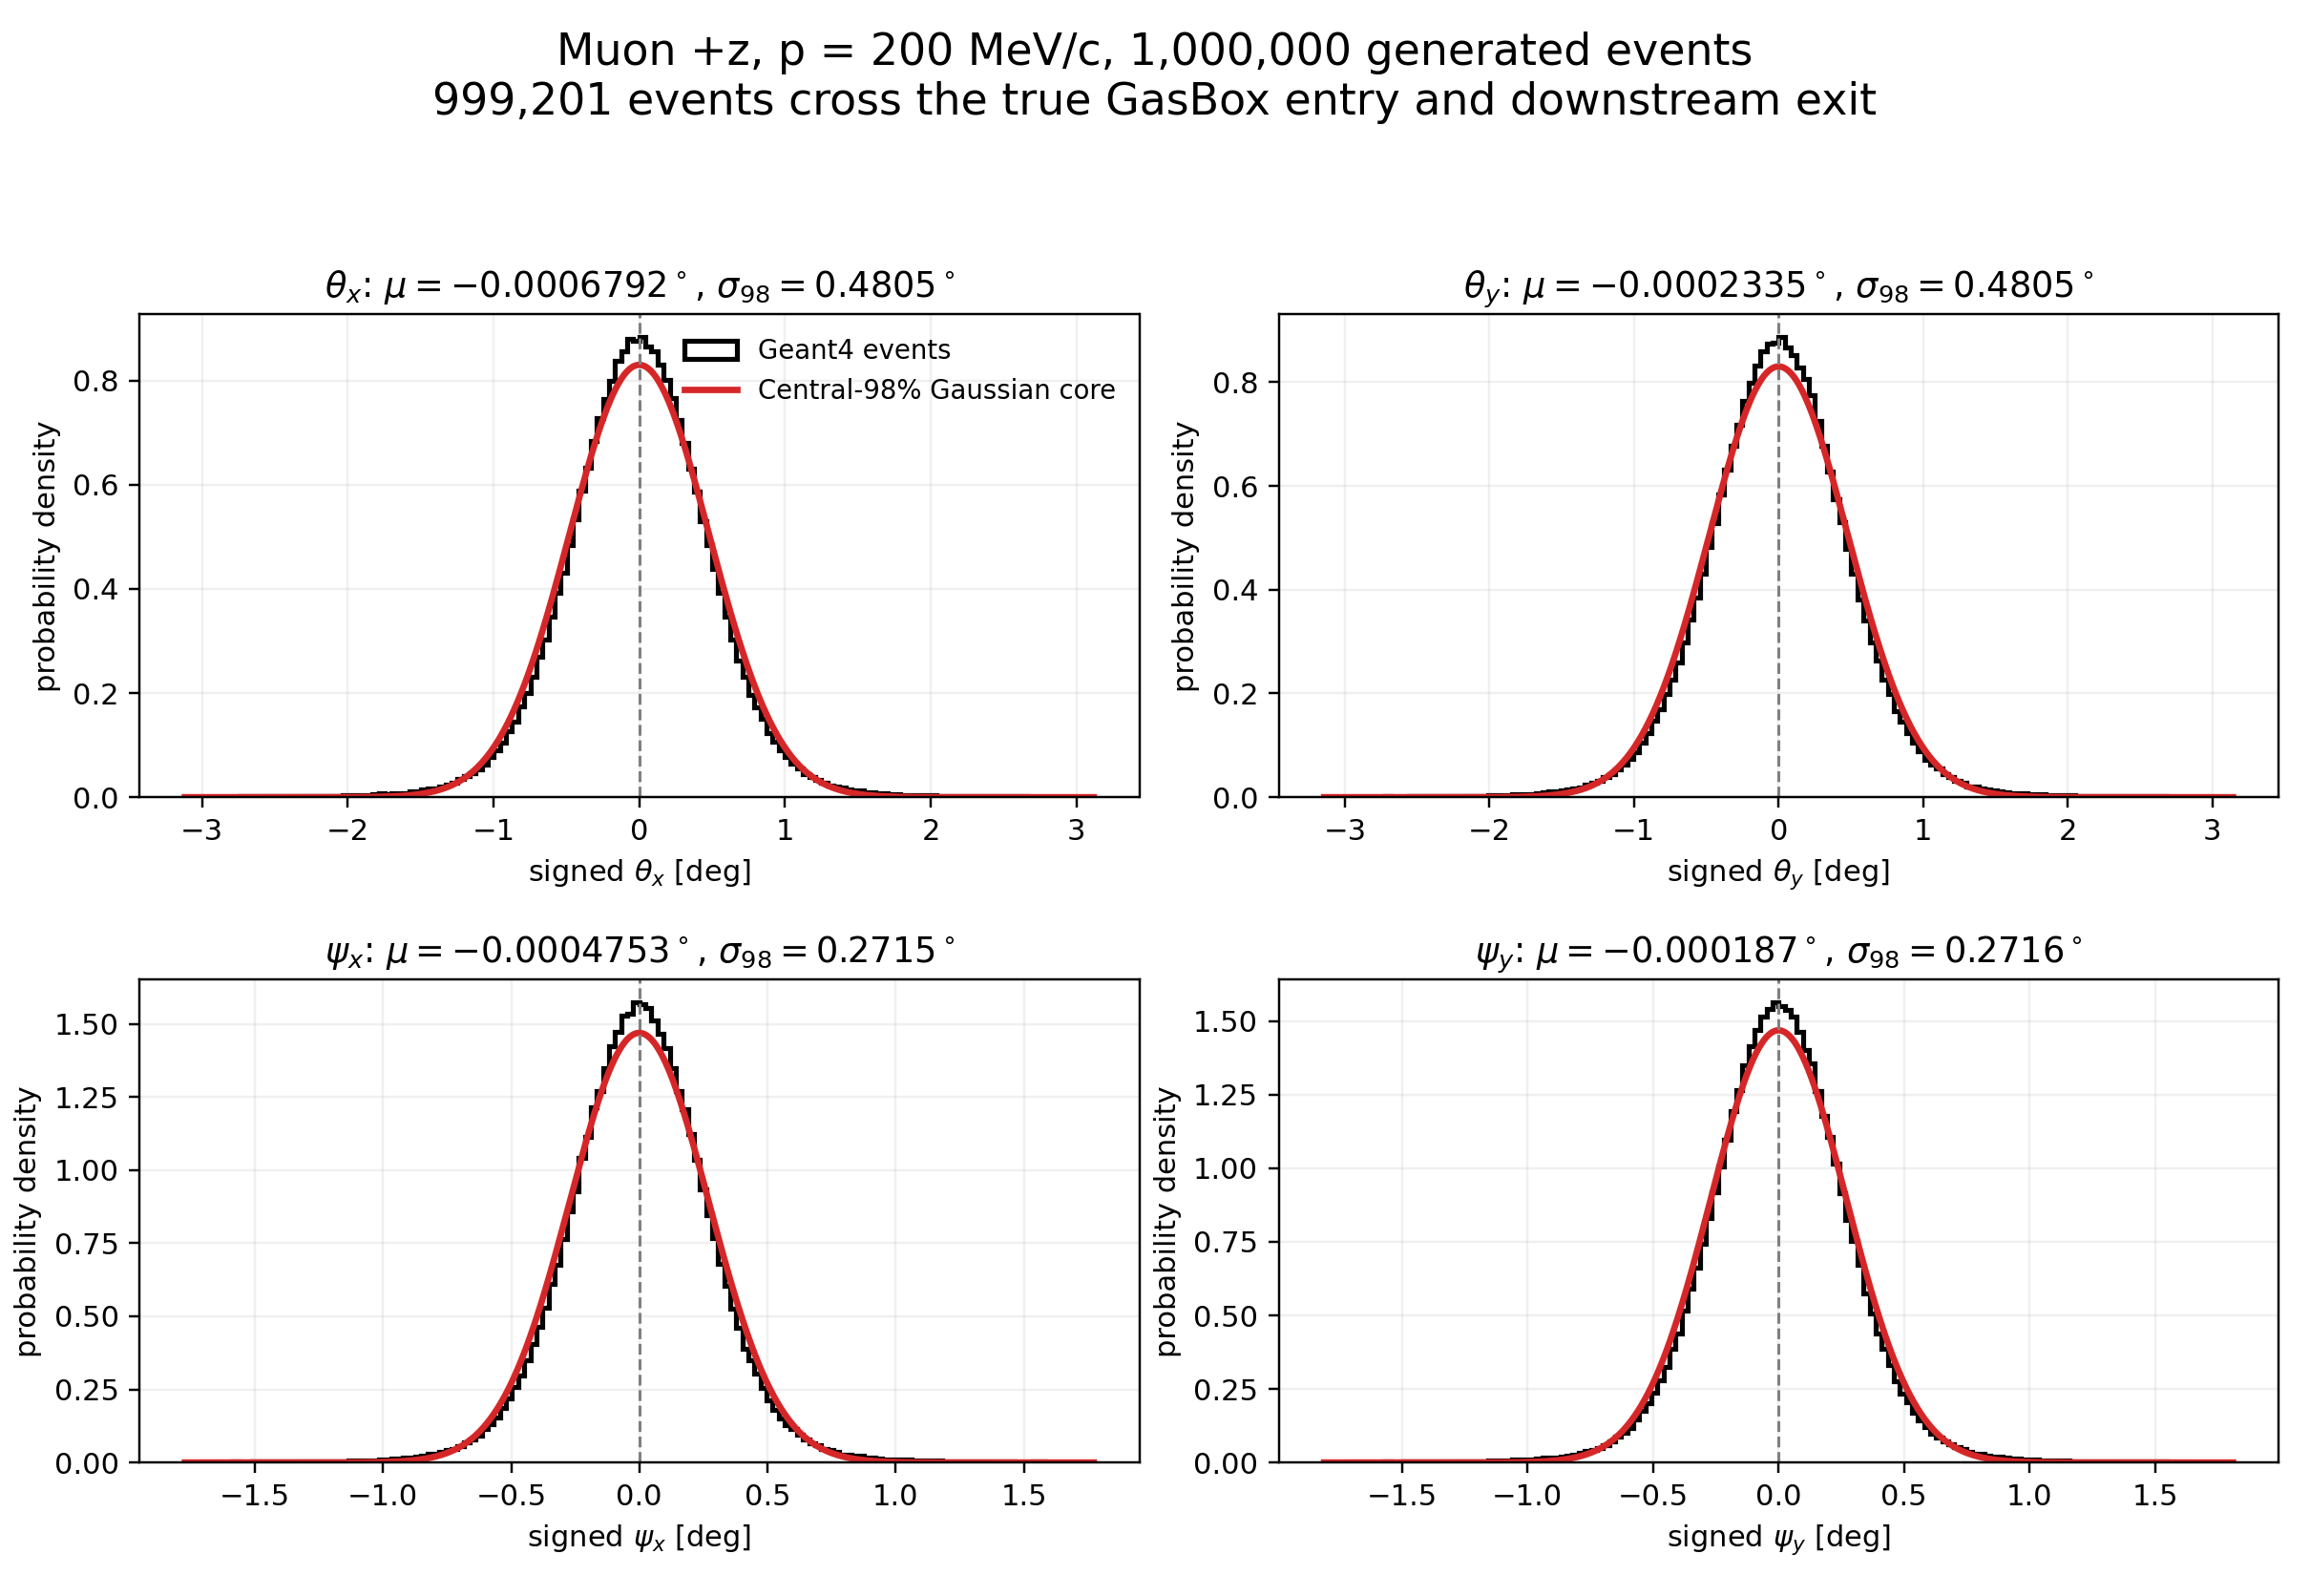 Muon +z, p = 200 MeV/c, 1,000,000 generated events
999,201 events cross the true GasBox entry and downstream exit
θx: μ = −0.0006792°, σ98 = 0.4805°
Geant4 events
Central-98% Gaussian core
probability density
0.8
0.6
0.4
0.2
0.0
−3 −2 −1 0 1 2 3
signed θx [deg]
θy: μ = −0.0002335°, σ98 = 0.4805°
probability density
0.8
0.6
0.4
0.2
0.0
−3 −2 −1 0 1 2 3
signed θy [deg]
ψx: μ = −0.0004753°, σ98 = 0.2715°
probability density
1.50
1.25
1.00
0.75
0.50
0.25
0.00
−1.5 −1.0 −0.5 0.0 0.5 1.0 1.5
signed ψx [deg]
ψy: μ = −0.000187°, σ98 = 0.2716°
probability density
1.50
1.25
1.00
0.75
0.50
0.25
0.00
−1.5 −1.0 −0.5 0.0 0.5 1.0 1.5
signed ψy [deg]